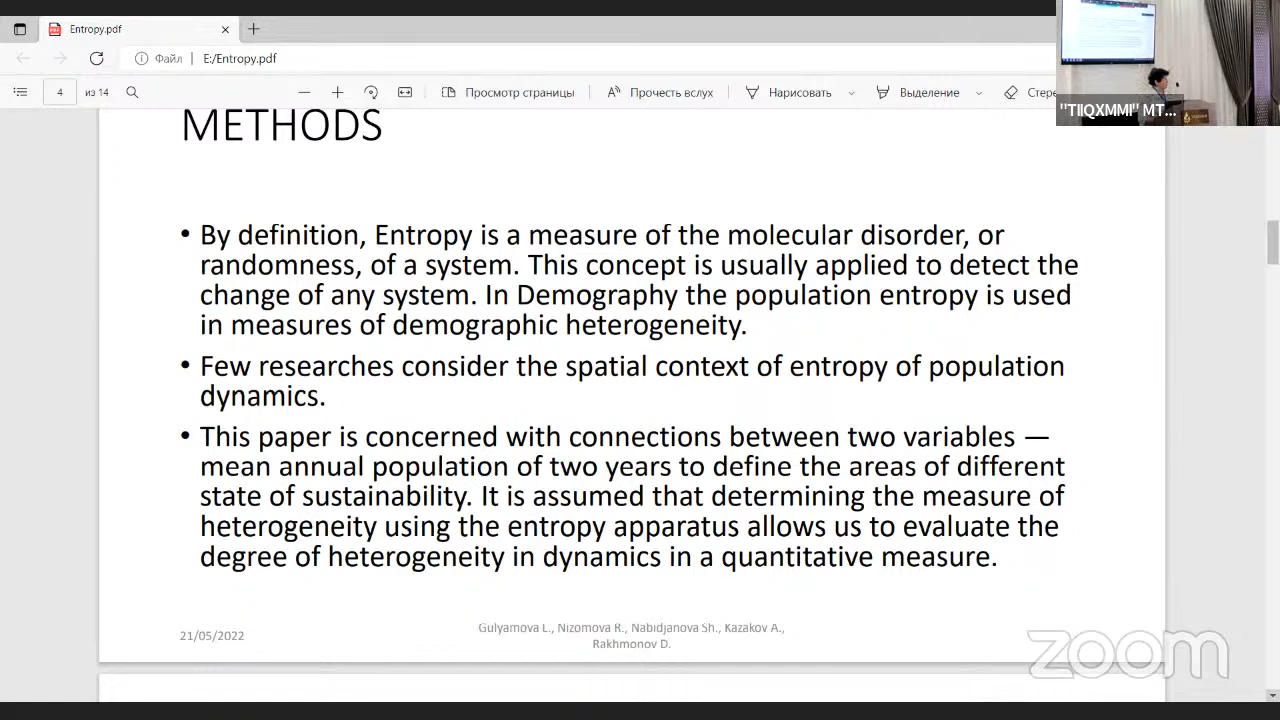 Entropy.pdf
Файл
E:/Entropy.pdf
4 из 14
Просмотр страницы
Прочесть вслух
Нарисовать
Выделение
Стере
"TIIQXMMI" MT...
METHODS
• By definition, Entropy is a measure of the molecular disorder, or
randomness, of a system. This concept is usually applied to detect the
change of any system. In Demography the population entropy is used
in measures of demographic heterogeneity.
• Few researches consider the spatial context of entropy of population
dynamics.
• This paper is concerned with connections between two variables —
mean annual population of two years to define the areas of different
state of sustainability. It is assumed that determining the measure of
heterogeneity using the entropy apparatus allows us to evaluate the
degree of heterogeneity in dynamics in a quantitative measure.
21/05/2022
Gulyamova L., Nizomova R., Nabidjanova Sh., Kazakov A.,
Rakhmonov D.
zoom